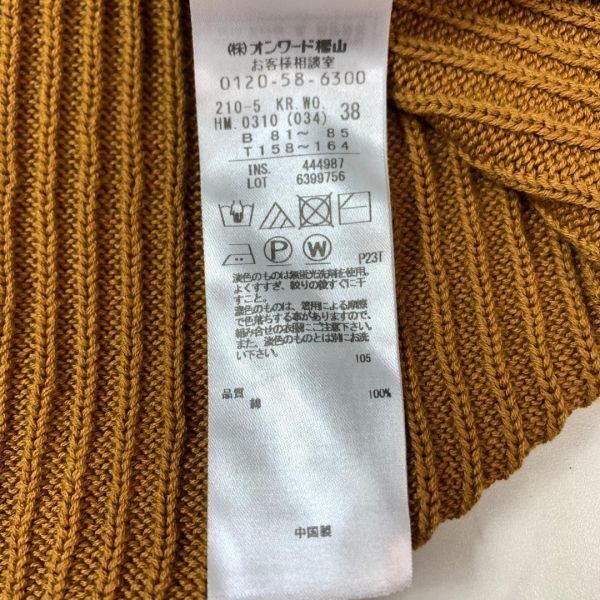 (株)オンワード樫山
お客様相談室
0120-58-6300
210-5 KR.WO.
HM.0310 (034) 38
B 81～ 85
T158～164
INS. 444987
LOT 6399756
P W P23T
淡色のものは無蛍光洗剤を使用し
よくすすぎ、絞りの後すぐに干
すこと。
濃色のものは、着用による摩擦
で色落ちする事がありますので、
組み合せの衣類にご注意下さい。
また、淡色のものとは別にお洗
い下さい。
105
品質
綿 100%
中国製